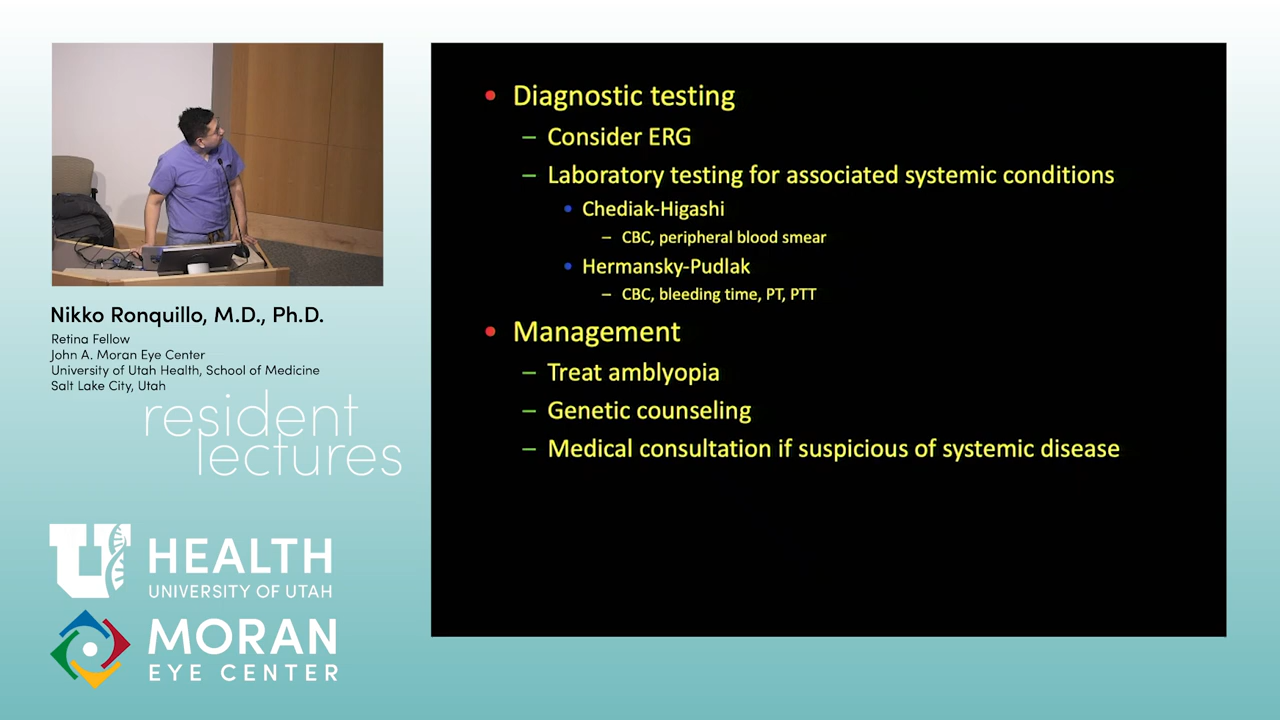 Nikko Ronquillo, M.D., Ph.D.
Retina Fellow
John A. Moran Eye Center
University of Utah Health, School of Medicine
Salt Lake City, Utah
resident
lectures
U HEALTH
UNIVERSITY OF UTAH
MORAN
EYE CENTER
• Diagnostic testing
– Consider ERG
– Laboratory testing for associated systemic conditions
• Chediak-Higashi
– CBC, peripheral blood smear
• Hermansky-Pudlak
– CBC, bleeding time, PT, PTT
• Management
– Treat amblyopia
– Genetic counseling
– Medical consultation if suspicious of systemic disease